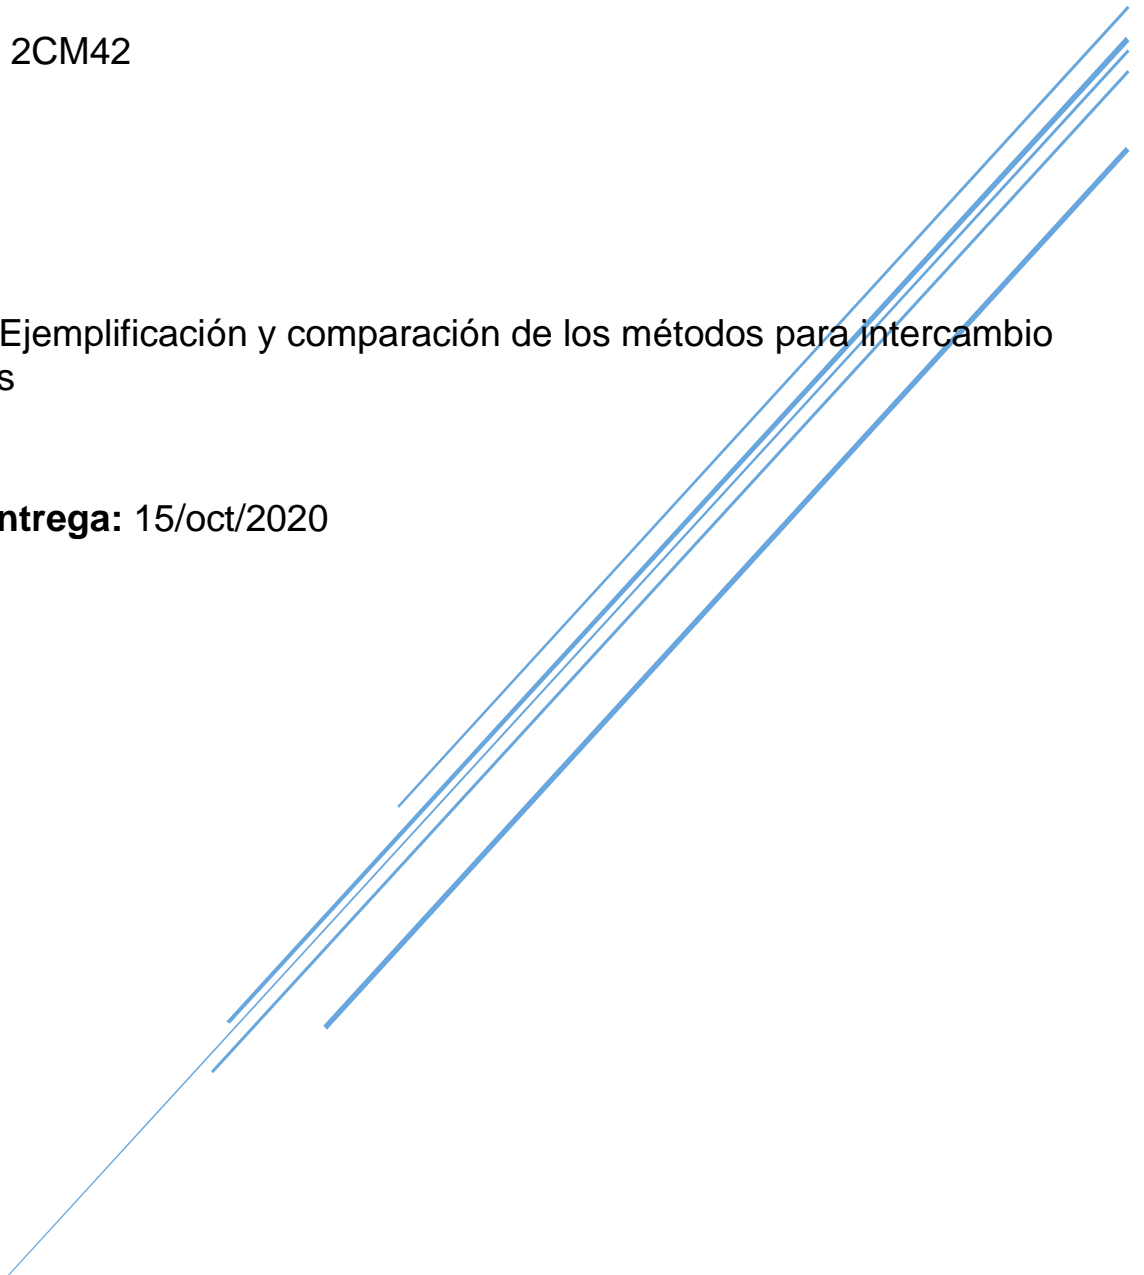 2CM42
Ejemplificación y comparación de los métodos para intercambio
s
ntrega: 15/oct/2020